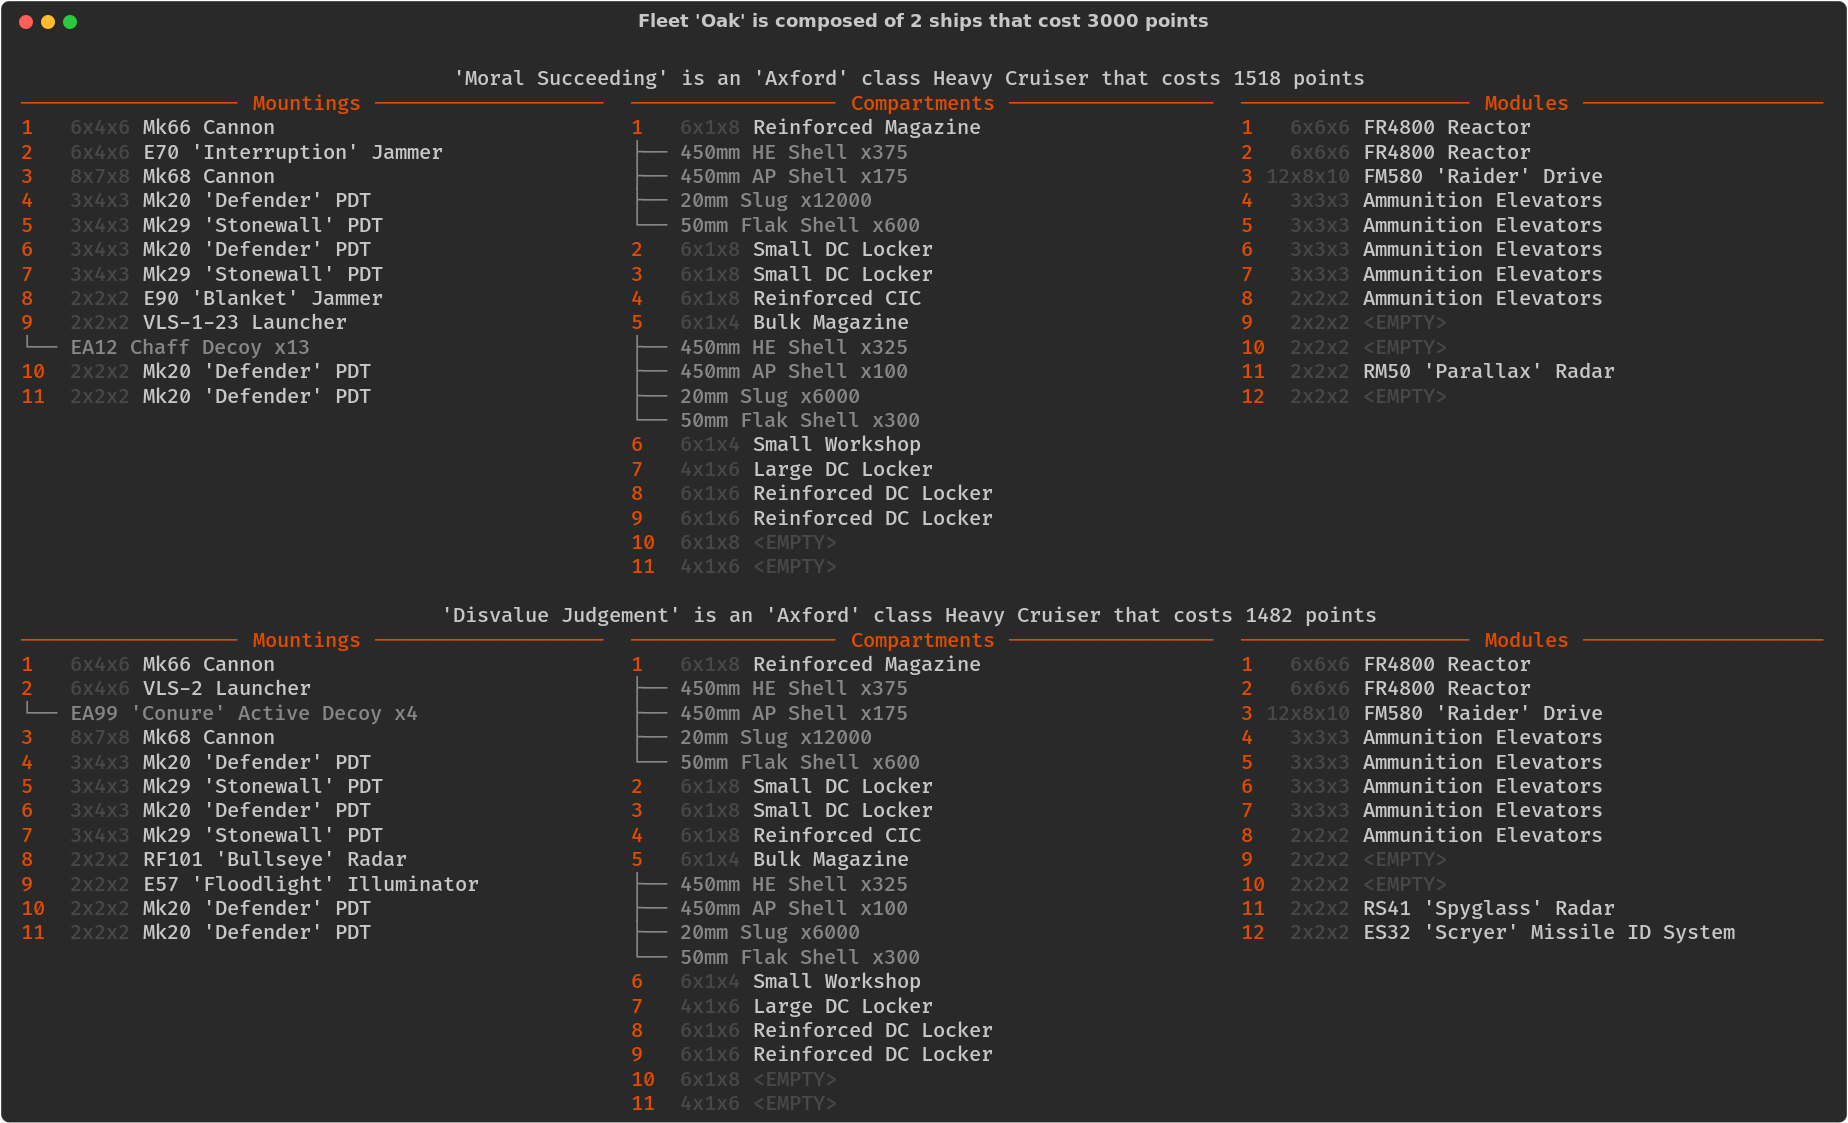 Fleet 'Oak' is composed of 2 ships that cost 3000 points
'Moral Succeeding' is an 'Axford' class Heavy Cruiser that costs 1518 points
Mountings
1 6x4x6 Mk66 Cannon
2 6x4x6 E70 'Interruption' Jammer
3 8x7x8 Mk68 Cannon
4 3x4x3 Mk20 'Defender' PDT
5 3x4x3 Mk29 'Stonewall' PDT
6 3x4x3 Mk20 'Defender' PDT
7 3x4x3 Mk29 'Stonewall' PDT
8 2x2x2 E90 'Blanket' Jammer
9 2x2x2 VLS-1-23 Launcher
EA12 Chaff Decoy x13
10 2x2x2 Mk20 'Defender' PDT
11 2x2x2 Mk20 'Defender' PDT
Compartments
1 6x1x8 Reinforced Magazine
450mm HE Shell x375
450mm AP Shell x175
20mm Slug x12000
50mm Flak Shell x600
2 6x1x8 Small DC Locker
3 6x1x8 Small DC Locker
4 6x1x8 Reinforced CIC
5 6x1x4 Bulk Magazine
450mm HE Shell x325
450mm AP Shell x100
20mm Slug x6000
50mm Flak Shell x300
6 6x1x4 Small Workshop
7 4x1x6 Large DC Locker
8 6x1x6 Reinforced DC Locker
9 6x1x6 Reinforced DC Locker
10 6x1x8 <EMPTY>
11 4x1x6 <EMPTY>
Modules
1 6x6x6 FR4800 Reactor
2 6x6x6 FR4800 Reactor
3 12x8x10 FM580 'Raider' Drive
4 3x3x3 Ammunition Elevators
5 3x3x3 Ammunition Elevators
6 3x3x3 Ammunition Elevators
7 3x3x3 Ammunition Elevators
8 2x2x2 Ammunition Elevators
9 2x2x2 <EMPTY>
10 2x2x2 <EMPTY>
11 2x2x2 RM50 'Parallax' Radar
12 2x2x2 <EMPTY>
'Disvalue Judgement' is an 'Axford' class Heavy Cruiser that costs 1482 points
Mountings
1 6x4x6 Mk66 Cannon
2 6x4x6 VLS-2 Launcher
EA99 'Conure' Active Decoy x4
3 8x7x8 Mk68 Cannon
4 3x4x3 Mk20 'Defender' PDT
5 3x4x3 Mk29 'Stonewall' PDT
6 3x4x3 Mk20 'Defender' PDT
7 3x4x3 Mk29 'Stonewall' PDT
8 2x2x2 RF101 'Bullseye' Radar
9 2x2x2 E57 'Floodlight' Illuminator
10 2x2x2 Mk20 'Defender' PDT
11 2x2x2 Mk20 'Defender' PDT
Compartments
1 6x1x8 Reinforced Magazine
450mm HE Shell x375
450mm AP Shell x175
20mm Slug x12000
50mm Flak Shell x600
2 6x1x8 Small DC Locker
3 6x1x8 Small DC Locker
4 6x1x8 Reinforced CIC
5 6x1x4 Bulk Magazine
450mm HE Shell x325
450mm AP Shell x100
20mm Slug x6000
50mm Flak Shell x300
6 6x1x4 Small Workshop
7 4x1x6 Large DC Locker
8 6x1x6 Reinforced DC Locker
9 6x1x6 Reinforced DC Locker
10 6x1x8 <EMPTY>
11 4x1x6 <EMPTY>
Modules
1 6x6x6 FR4800 Reactor
2 6x6x6 FR4800 Reactor
3 12x8x10 FM580 'Raider' Drive
4 3x3x3 Ammunition Elevators
5 3x3x3 Ammunition Elevators
6 3x3x3 Ammunition Elevators
7 3x3x3 Ammunition Elevators
8 2x2x2 Ammunition Elevators
9 2x2x2 <EMPTY>
10 2x2x2 <EMPTY>
11 2x2x2 RS41 'Spyglass' Radar
12 2x2x2 ES32 'Scryer' Missile ID System